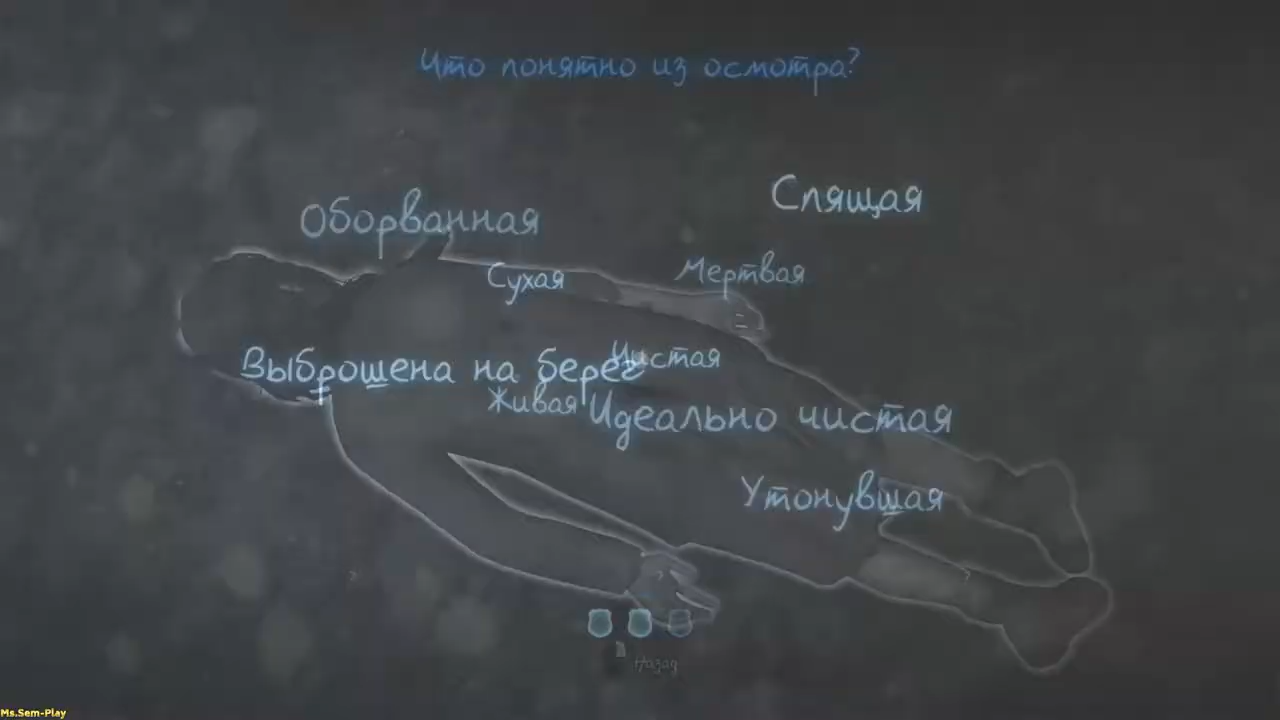 Что понятно из осмотра?
Спящая
Оборванная
Мертвая
Сухая
Чистая
Выброшена на берег
Живая
Идеально чистая
Утонувшая
Назад
Ms.Sem-Play